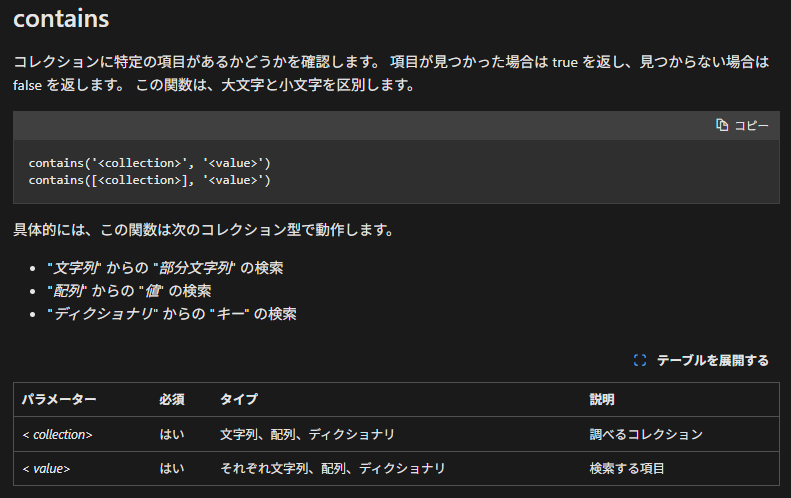 contains
コレクションに特定の項目があるかどうかを確認します。 項目が見つかった場合は true を返し、見つからない場合は
false を返します。 この関数は、大文字と小文字を区別します。
コピー
contains('<collection>', '<value>')
contains([<collection>], '<value>')
具体的には、この関数は次のコレクション型で動作します。
• "文字列" からの "部分文字列" の検索
• "配列" からの "値" の検索
• "ディクショナリ" からの "キー" の検索
テーブルを展開する
パラメーター 必須 タイプ 説明
< collection> はい 文字列、配列、ディクショナリ 調べるコレクション
< value> はい それぞれ文字列、配列、ディクショナリ 検索する項目